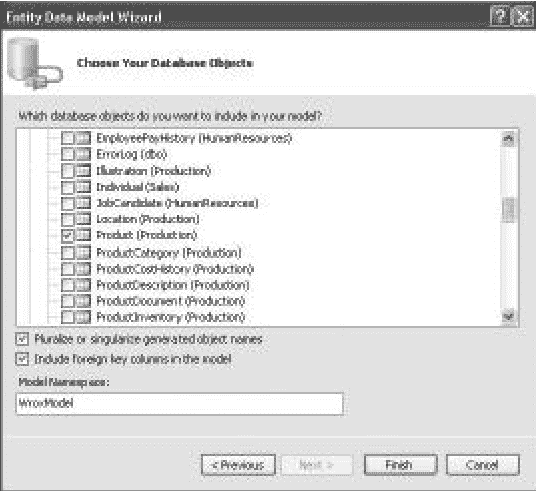 Entity Data Model Wizard
Choose Your Database Objects
Which database objects do you want to include in your model?
EmployeePayHistory (HumanResources)
ErrorLog (dbo)
Illustration (Production)
Individual (Sales)
JobCandidate (HumanResources)
Location (Production)
Product (Production)
ProductCategory (Production)
ProductCostHistory (Production)
ProductDescription (Production)
ProductDocument (Production)
ProductInventory (Production)
Pluralize or singularize generated object names
Include foreign key columns in the model
Model Namespace:
WroxModel
< Previous
Next >
Finish
Cancel